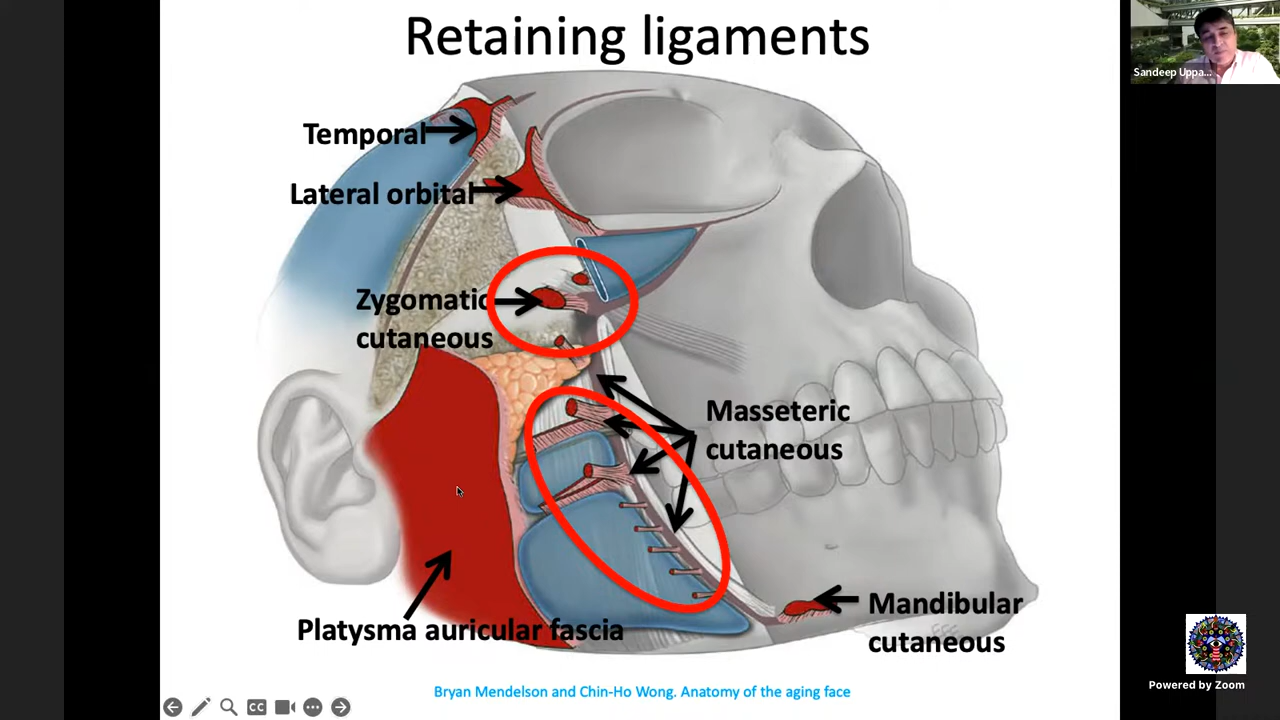 Retaining ligaments
Sandeep Uppa...
Temporal
Lateral orbital
Zygomatic
cutaneous
Masseteric
cutaneous
Mandibular
cutaneous
Platysma auricular fascia
Bryan Mendelson and Chin-Ho Wong. Anatomy of the aging face
CC
Powered by Zoom